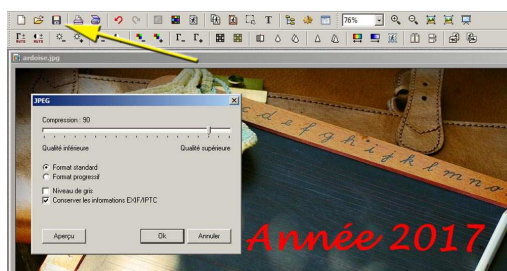 76%
ardoise.jpg
JPEG
Compression : 90
Qualité inférieure Qualité supérieure
Format standard
Format progressif
Niveau de gris
Conserver les informations EXIF/IPTC
Aperçu Ok Annuler
c d e f g h i j k l m n o
Année 2017